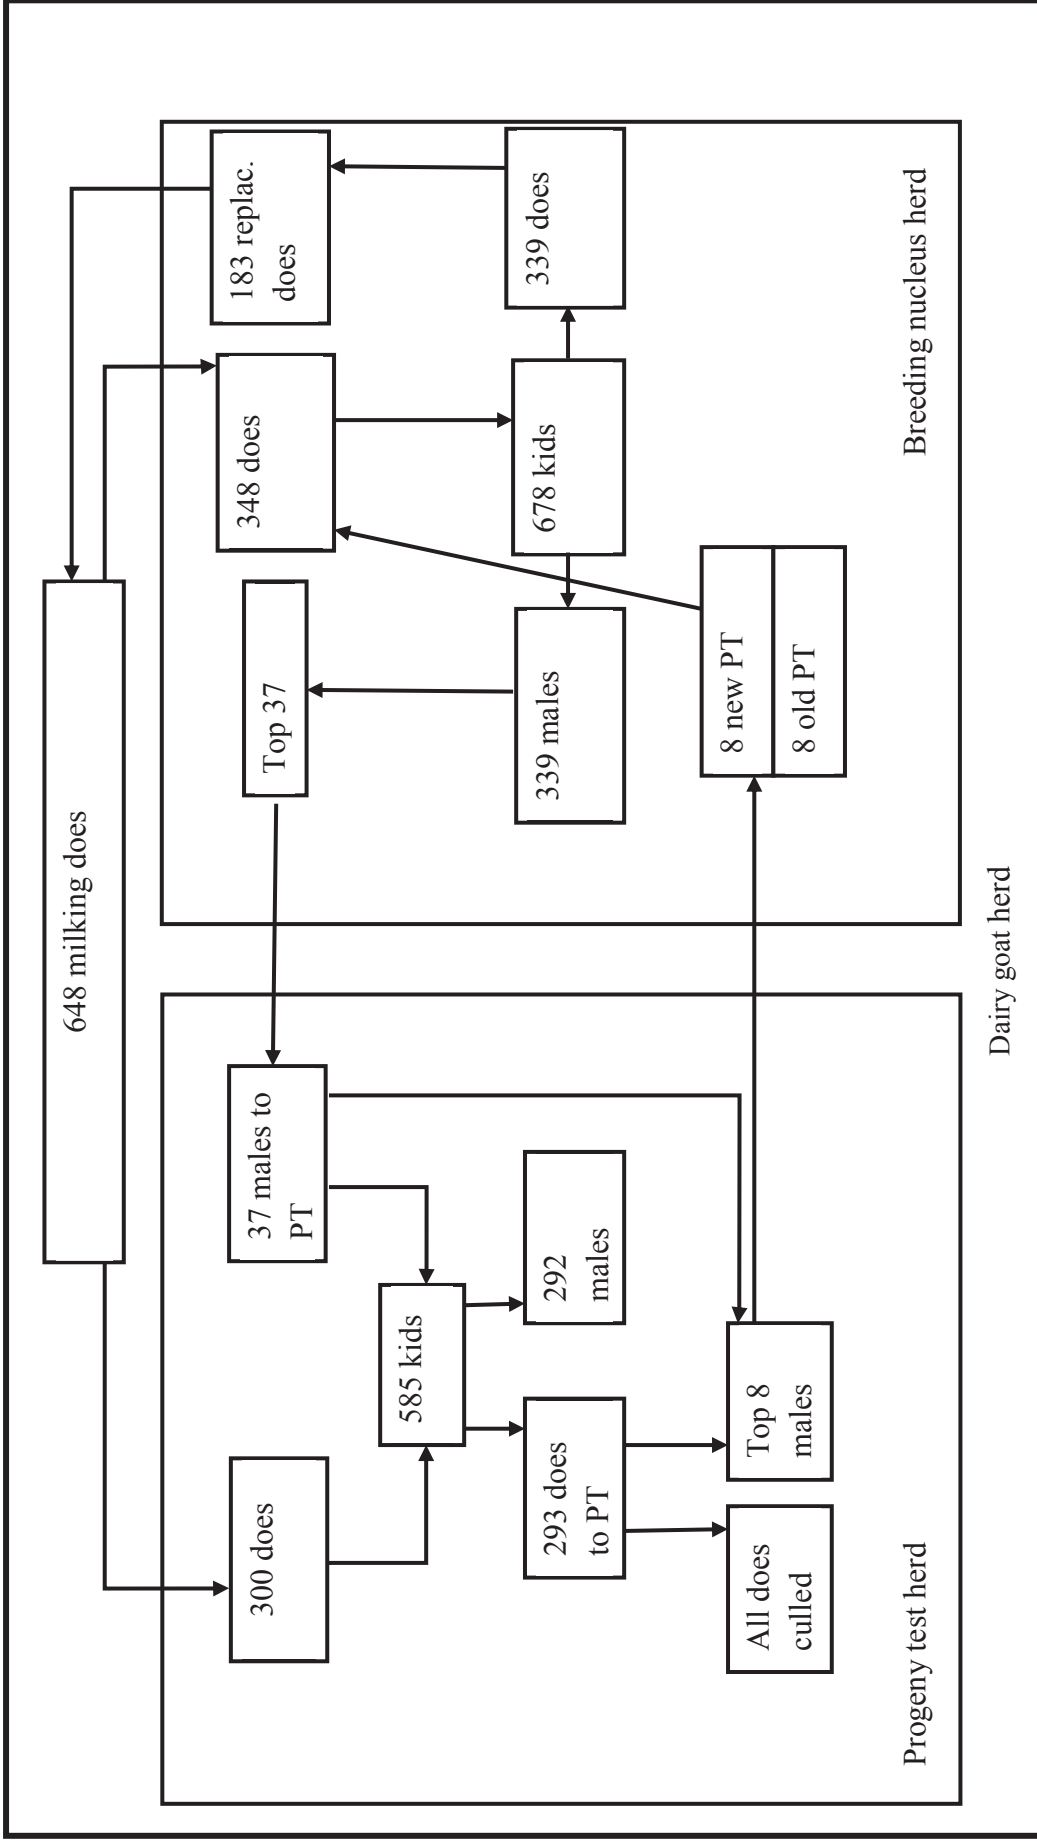 648 milking does
300 does
37 males to
PT
Top 37
348 does
183 replac.
does
585 kids
293 does
to PT
292
males
339 males
678 kids
339 does
All does
culled
Top 8
males
8 new PT
8 old PT
Progeny test herd
Breeding nucleus herd
Dairy goat herd